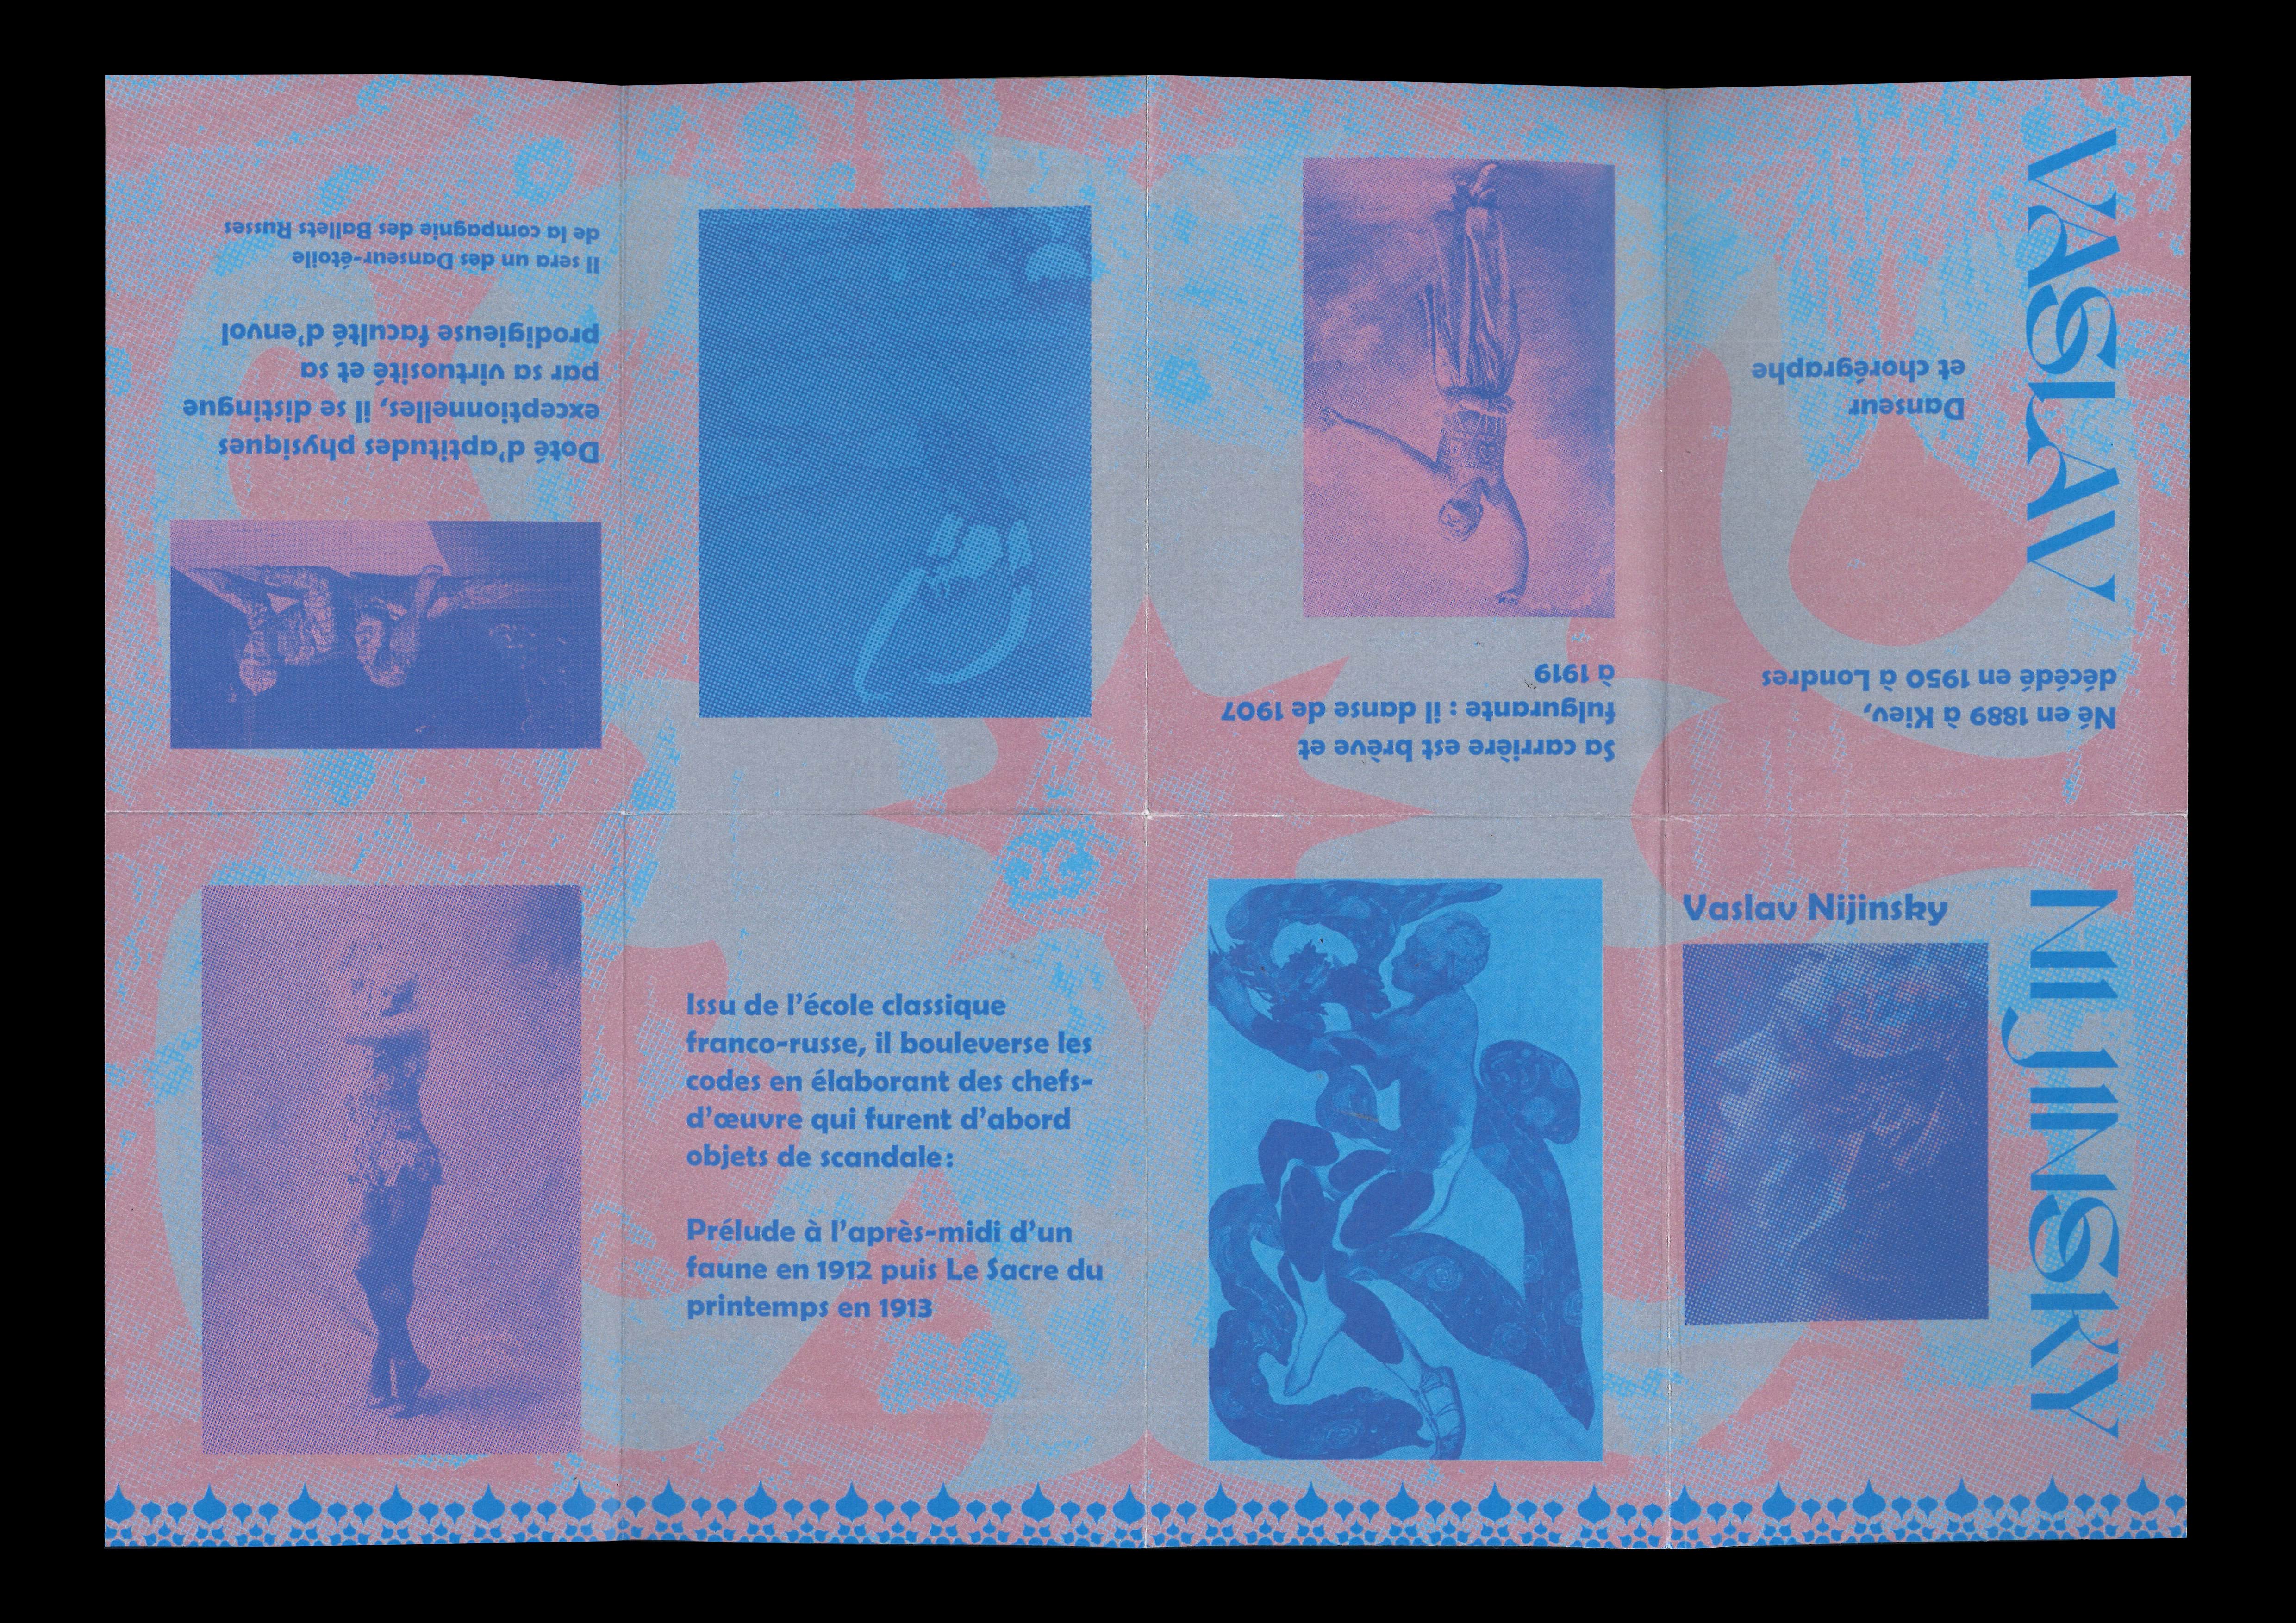 VASLAV
NIJINSKY
Vaslav Nijinsky
Danseur
et chorégraphe
Né en 1889 à Kiev,
décédé en 1950 à Londres
Sa carrière est brève et
fulgurante : il danse de 1907
à 1919
Doté d’aptitudes physiques
exceptionnelles, il se distingue
par sa virtuosité et sa
prodigieuse faculté d’envol
Il sera un des Danseur-étoile
de la compagnie des Ballets Russes
Issu de l’école classique
franco-russe, il bouleverse les
codes en élaborant des chefs-
d’œuvre qui furent d’abord
objets de scandale:
Prélude à l’après-midi d’un
faune en 1912 puis Le Sacre du
printemps en 1913